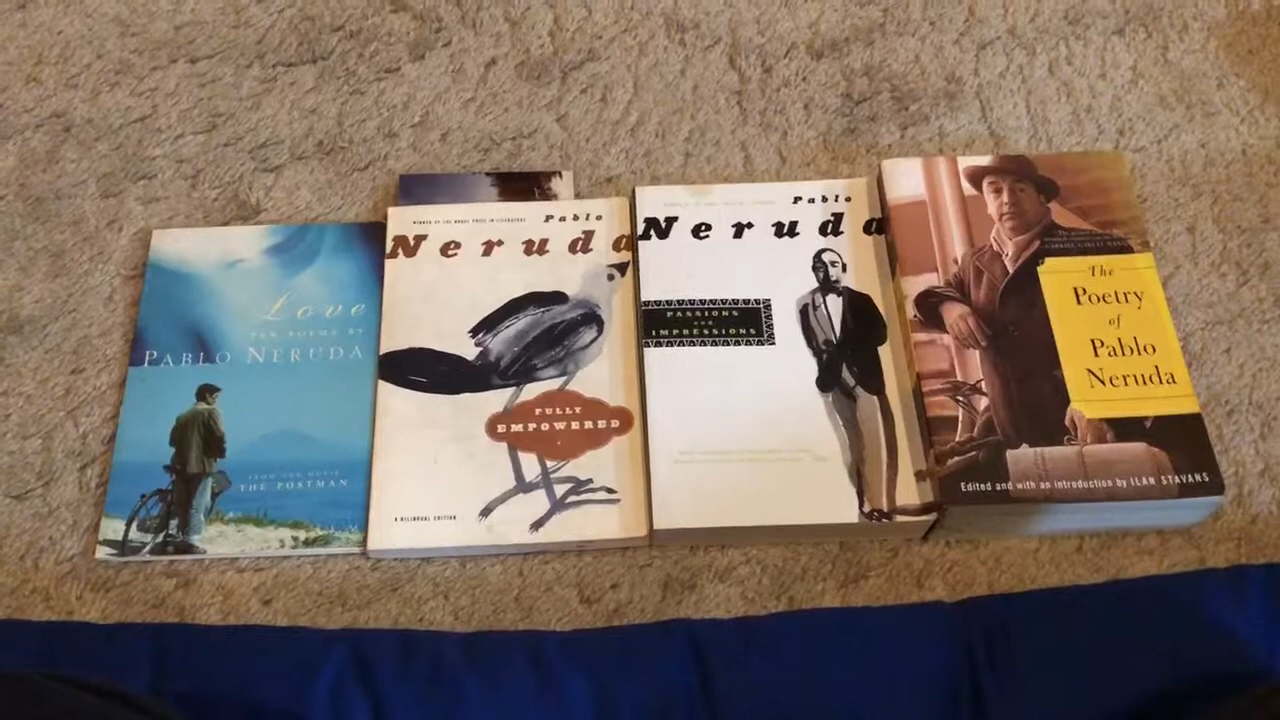 Love
TEN POEMS BY
PABLO NERUDA
FROM THE MOVIE
THE POSTMAN
WINNER OF THE NOBEL PRIZE IN LITERATURE
Pablo
Neruda
FULLY
EMPOWERED
A BILINGUAL EDITION
Pablo
Neruda
PASSIONS
and
IMPRESSIONS
The
Poetry
of
Pablo
Neruda
Edited and with an introduction by ILAN STAVANS